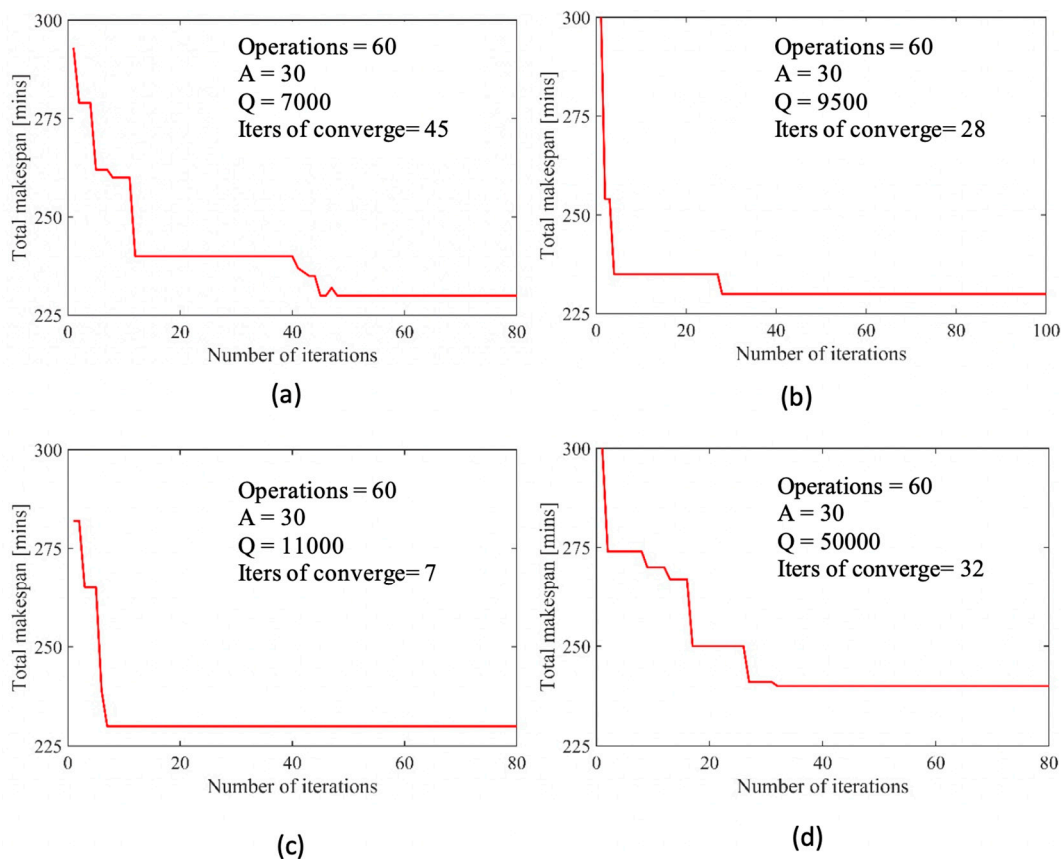 300
275
250
225
Total makespan [mins]
Operations = 60
A = 30
Q = 7000
Iters of converge= 45
0 20 40 60 80
Number of iterations
(a)
300
275
250
225
Total makespan [mins]
Operations = 60
A = 30
Q = 9500
Iters of converge= 28
0 20 40 60 80 100
Number of iterations
(b)
300
275
250
225
Total makespan [mins]
Operations = 60
A = 30
Q = 11000
Iters of converge= 7
0 20 40 60 80
Number of iterations
(c)
300
275
250
225
Total makespan [mins]
Operations = 60
A = 30
Q = 50000
Iters of converge= 32
0 20 40 60 80
Number of iterations
(d)